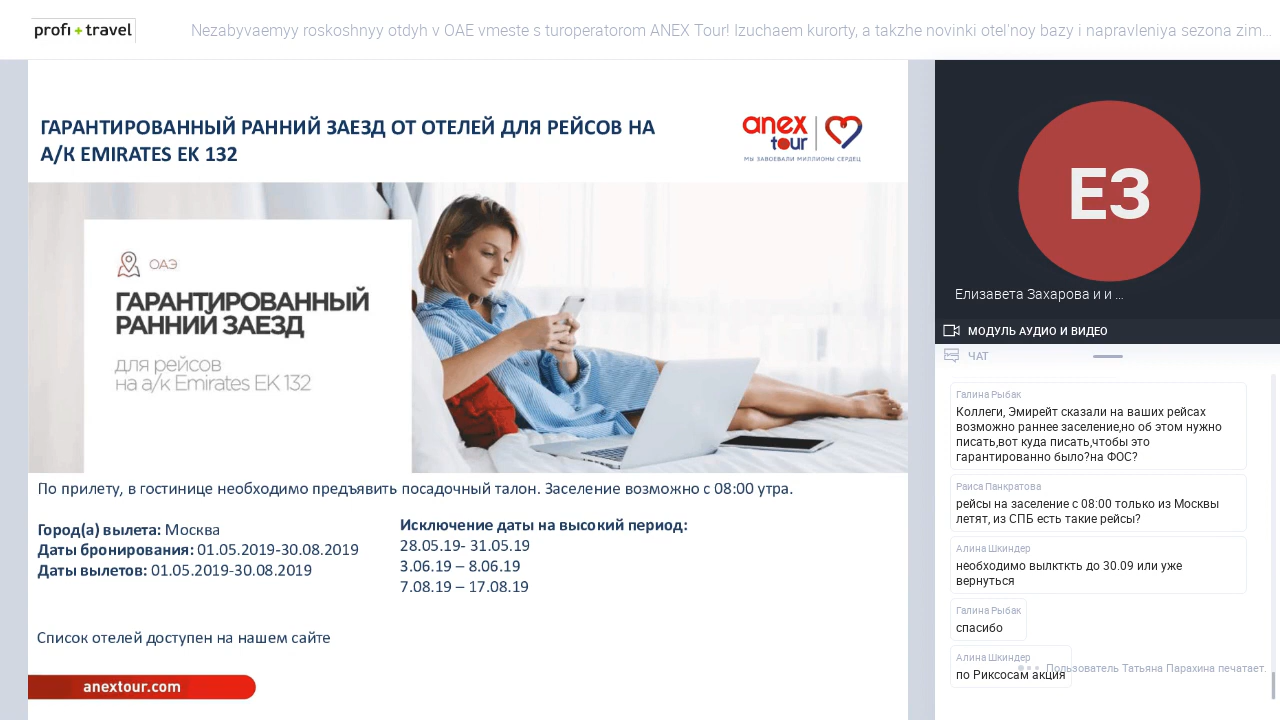 profi+travel
Nezabyvaemyy roskoshnyy otdyh v OAE vmeste s turoperatorom ANEX Tour! Izuchaem kurorty, a takzhe novinki otel'noy bazy i napravleniya sezona zim...
ГАРАНТИРОВАННЫЙ РАННИЙ ЗАЕЗД ОТ ОТЕЛЕЙ ДЛЯ РЕЙСОВ НА
А/К EMIRATES EK 132
anex
tour
МЫ ЗАВОЕВАЛИ МИЛЛИОНЫ СЕРДЕЦ
ОАЭ
ГАРАНТИРОВАННЫЙ
РАННИЙ ЗАЕЗД
для рейсов
на а/к Emirates EK 132
По прилету, в гостинице необходимо предъявить посадочный талон. Заселение возможно с 08:00 утра.
Город(а) вылета: Москва
Даты бронирования: 01.05.2019-30.08.2019
Даты вылетов: 01.05.2019-30.08.2019
Исключение даты на высокий период:
28.05.19- 31.05.19
3.06.19 – 8.06.19
7.08.19 – 17.08.19
Список отелей доступен на нашем сайте
anextour.com
ЕЗ
Елизавета Захарова и и ...
МОДУЛЬ АУДИО И ВИДЕО
ЧАТ
Галина Рыбак
Коллеги, Эмирейт сказали на ваших рейсах
возможно раннее заселение,но об этом нужно
писать,вот куда писать,чтобы это
гарантированно было?на ФОС?
Раиса Панкратова
рейсы на заселение с 08:00 только из Москвы
летят, из СПБ есть такие рейсы?
Алина Шкиндер
необходимо вылктктъ до 30.09 или уже
вернуться
Галина Рыбак
спасибо
Алина Шкиндер
по Риксосам акция
Пользователь Татьяна Парахина печатает.